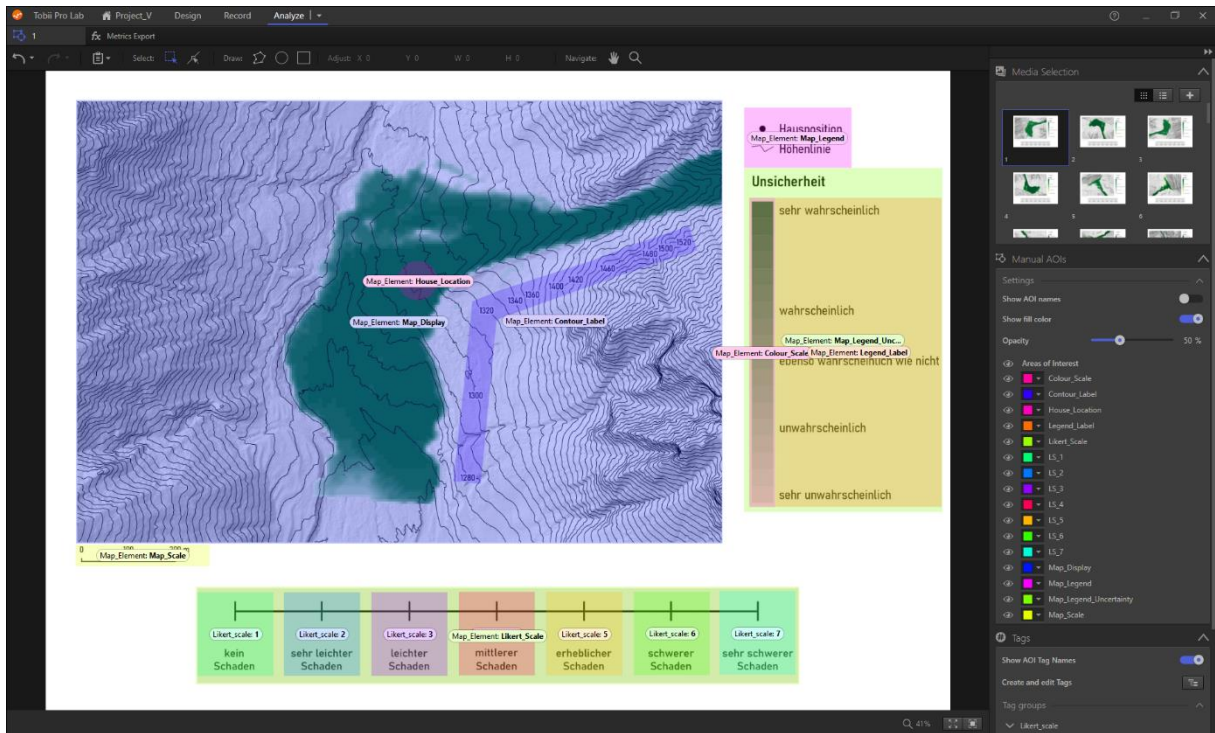 Tobii Pro Lab Project_V Design Record Analyze
1 fx Metrics Export
Select: Draw: Adjust: X 0 Y 0 W 0 H 0 Navigate:
Media Selection
1 2 3
4 5 6
Manual AOIs
Settings
Show AOI names
Show fill color
Opacity 50 %
Areas of Interest
Colour_Scale
Contour_Label
House_Location
Legend_Label
Likert_Scale
LS_1
LS_2
LS_3
LS_4
LS_5
LS_6
LS_7
Map_Display
Map_Legend
Map_Legend_Uncertainty
Map_Scale
Tags
Show AOI Tag Names
Create and edit Tags
Tag groups
Likert_scale
Hausposition
Map_Element: Map_Legend
Höhenlinie
Unsicherheit
sehr wahrscheinlich
wahrscheinlich
Map_Element: Map_Legend_Unc...
Map_Element: Colour_Scale
Map_Element: Legend_Label
ebenso wahrscheinlich wie nicht
unwahrscheinlich
sehr unwahrscheinlich
1520
1500
1480
1460
1420
1400
1360
1340
1320
1300
1280
Map_Element: House_Location
Map_Element: Map_Display
Map_Element: Contour_Label
0 100 200 m
Map_Element: Map_Scale
Likert_scale: 1 Likert_scale: 2 Likert_scale: 3 Map_Element: Likert_Scale Likert_scale: 5 Likert_scale: 6 Likert_scale: 7
kein sehr leichter leichter mittlerer erheblicher schwerer sehr schwerer
Schaden Schaden Schaden Schaden Schaden Schaden Schaden
41%